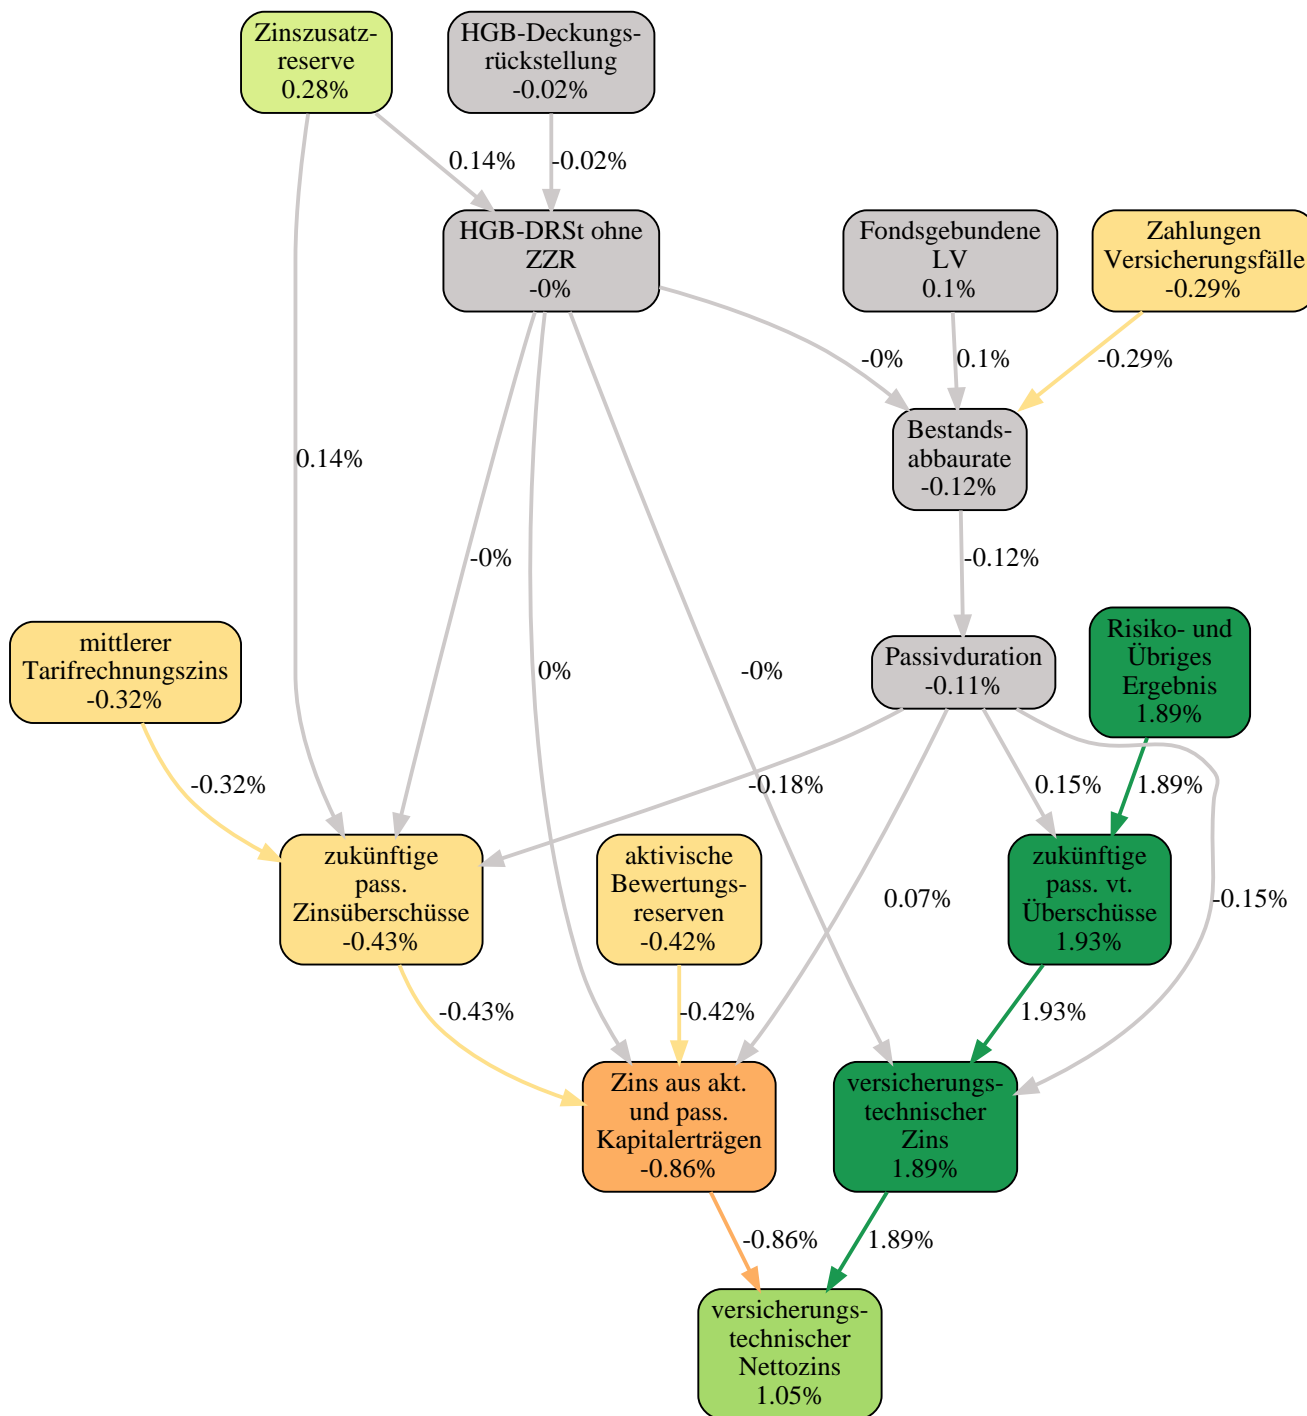 Zinszusatz-
reserve
0.28%
HGB-Deckungs-
rückstellung
-0.02%
0.14%
-0.02%
HGB-DRSt ohne
ZZR
-0%
Fondsgebundene
LV
0.1%
Zahlungen
Versicherungsfälle
-0.29%
-0%
0.1%
-0.29%
Bestands-
abbaurate
-0.12%
0.14%
-0%
-0.12%
mittlerer
Tarifrechnungszins
-0.32%
0%
-0%
Passivduration
-0.11%
Risiko- und
Übriges
Ergebnis
1.89%
-0.32%
-0.18%
0.15%
1.89%
zukünftige
pass.
Zinsüberschüsse
-0.43%
aktivische
Bewertungs-
reserven
-0.42%
0.07%
zukünftige
pass. vt.
Überschüsse
1.93%
-0.15%
-0.43%
-0.42%
1.93%
Zins aus akt.
und pass.
Kapitalerträgen
-0.86%
versicherungs-
technischer
Zins
1.89%
-0.86%
1.89%
versicherungs-
technischer
Nettozins
1.05%